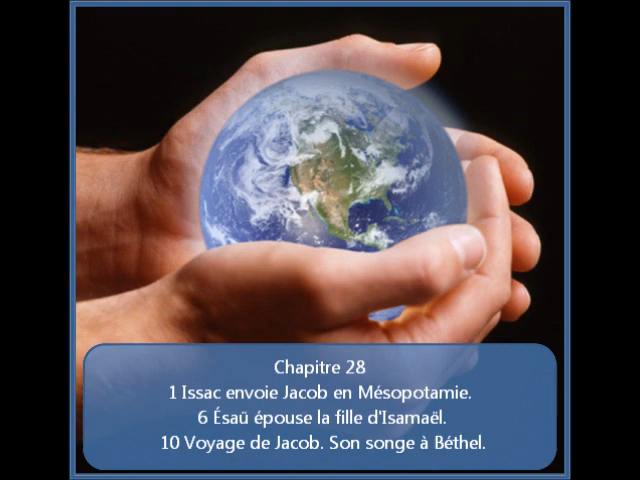 Chapitre 28
1 Issac envoie Jacob en Mésopotamie.
6 Ésaü épouse la fille d'Isamaël.
10 Voyage de Jacob. Son songe à Béthel.